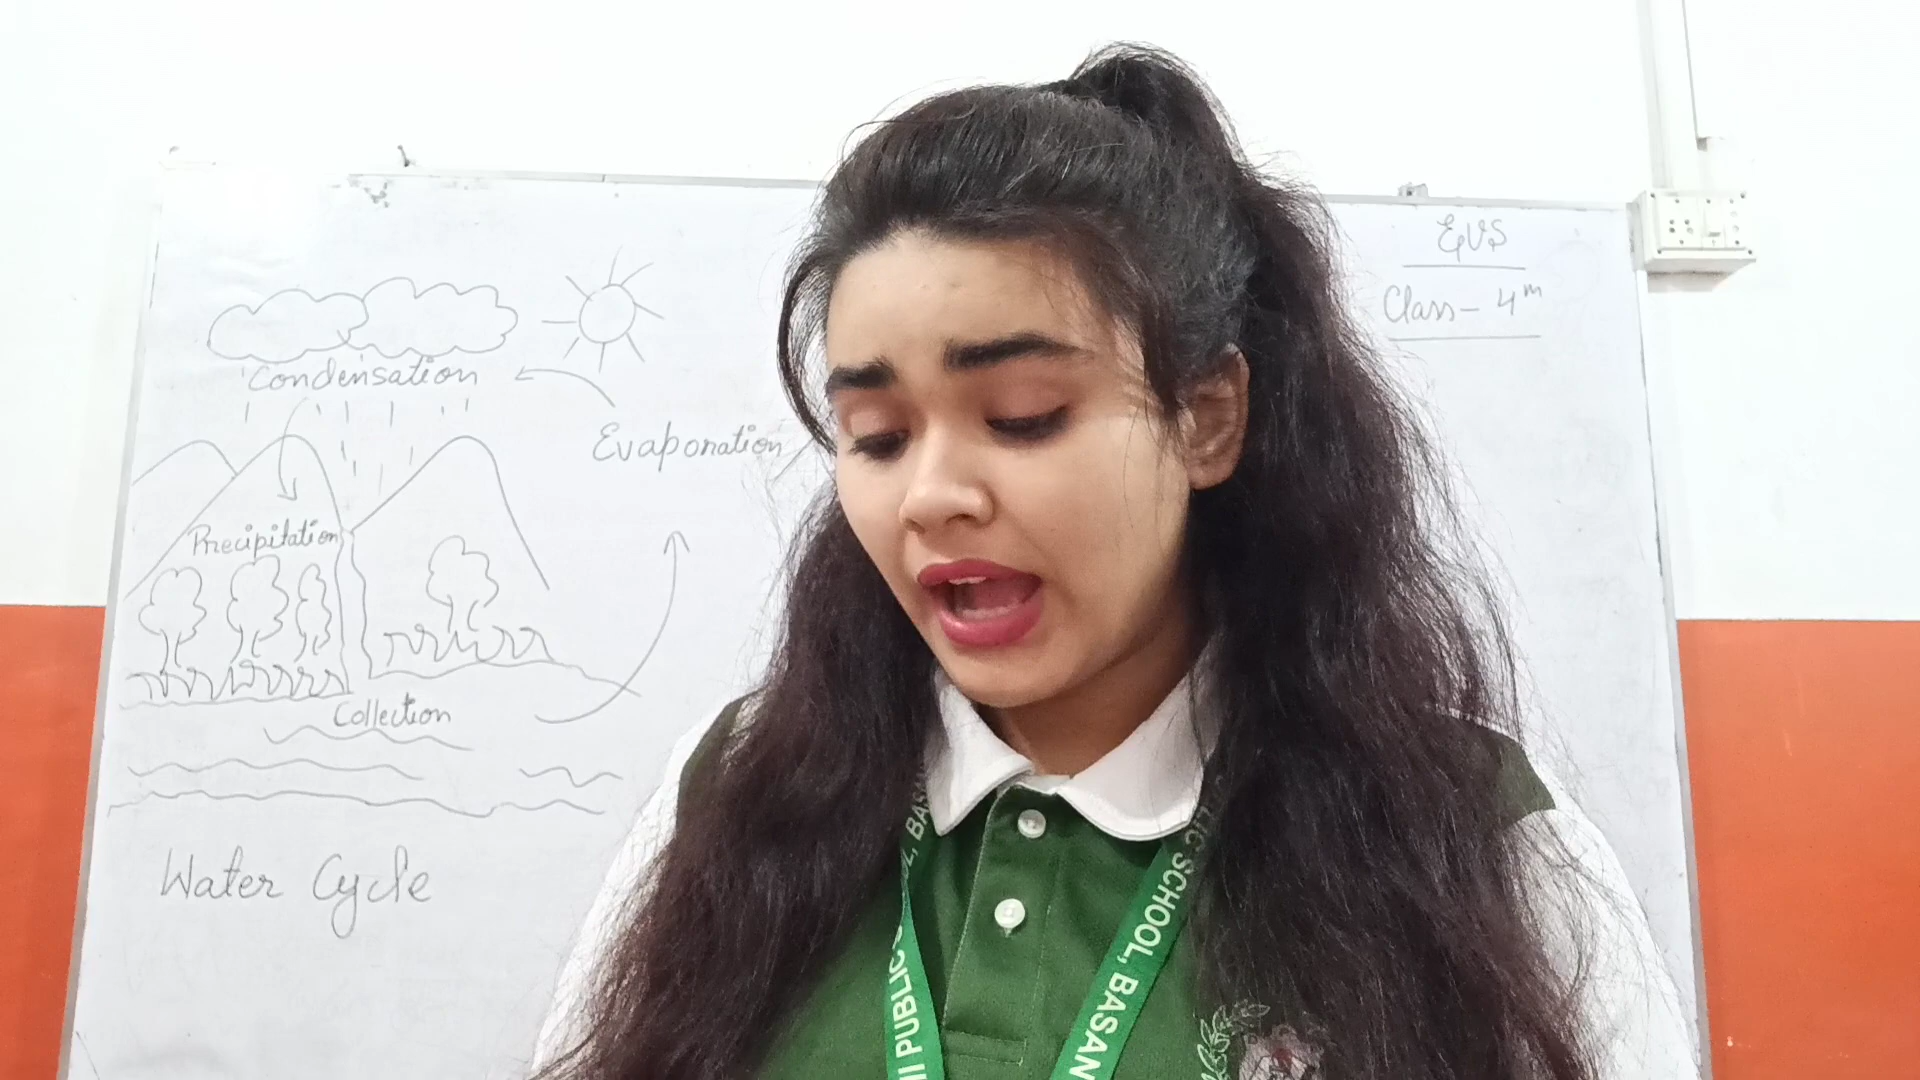 EVS
Class - 4th
Condensation
Evaporation
Precipitation
Collection
Water Cycle
PUBLIC
SCHOOL, BASAN